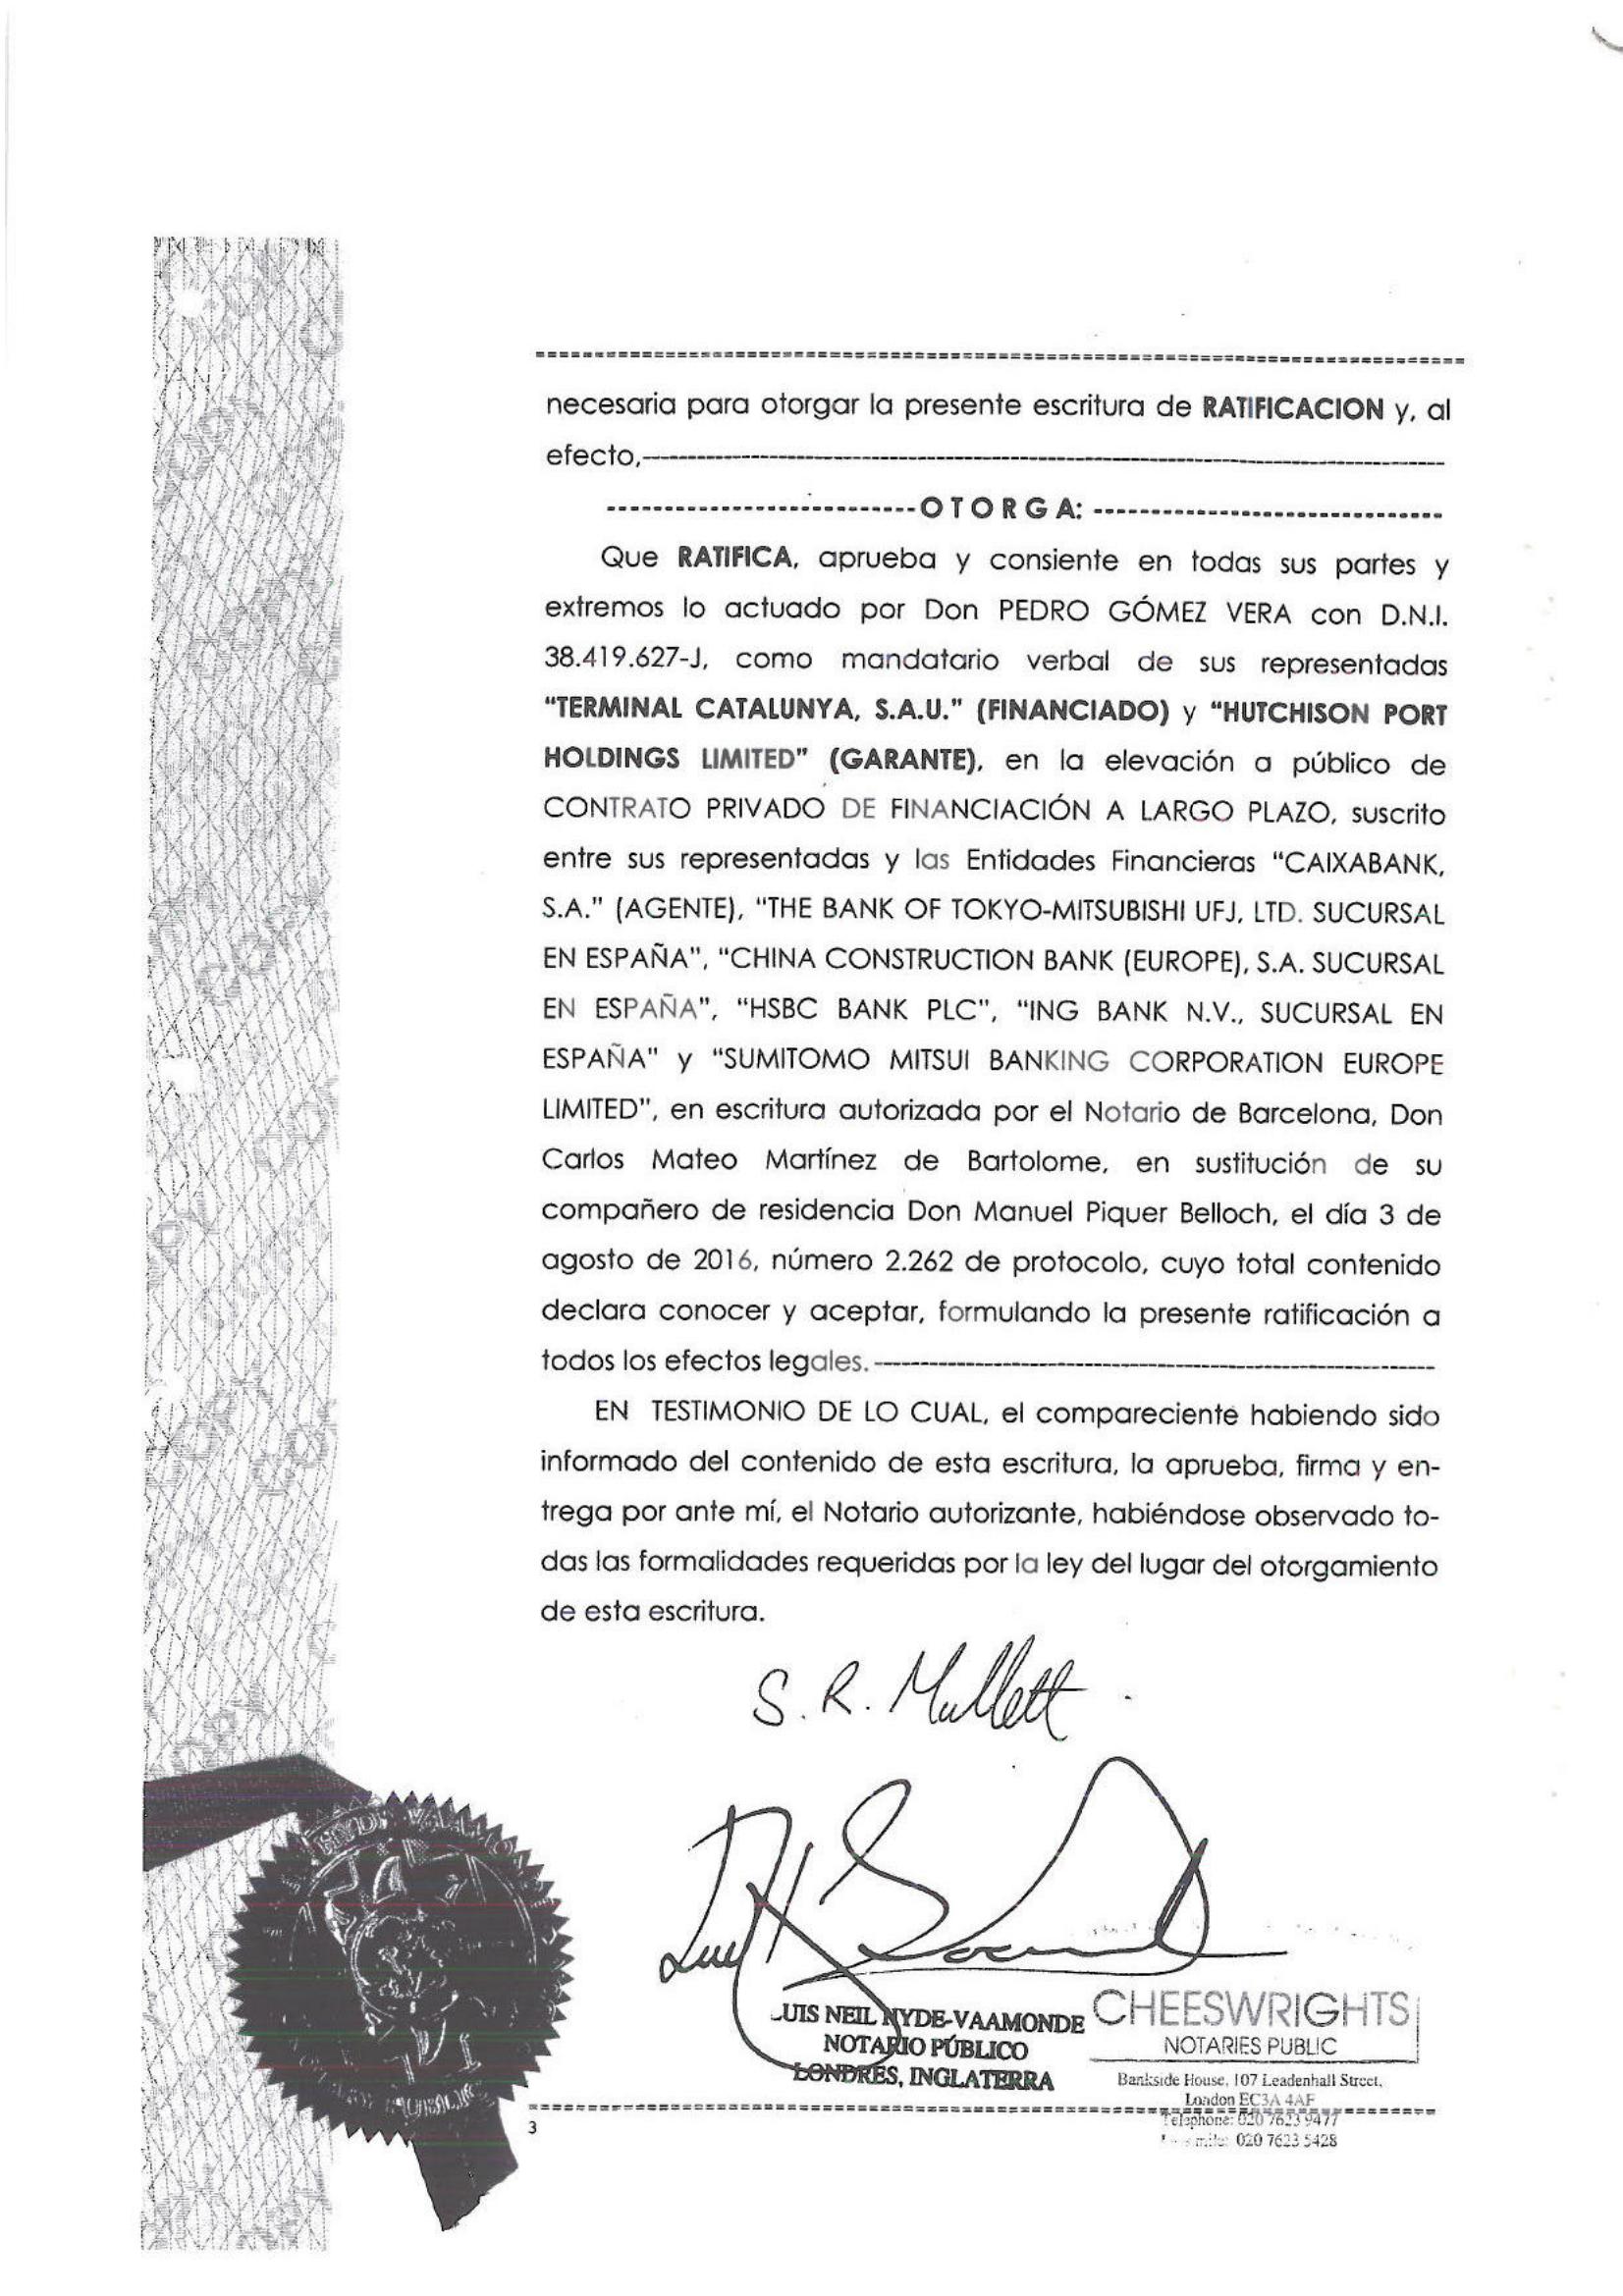 necesaria para otorgar la presente escritura de RATIFICACION y, al
efecto,
OTORGA:
Que RATIFICA, aprueba y consiente en todas sus partes y
extremos lo actuado por Don PEDRO GÓMEZ VERA con D.N.I.
38.419.627-J, como mandatario verbal de sus representadas
“TERMINAL CATALUNYA, S.A.U.” (FINANCIADO) y “HUTCHISON PORT
HOLDINGS LIMITED” (GARANTE), en la elevación a público de
CONTRATO PRIVADO DE FINANCIACIÓN A LARGO PLAZO, suscrito
entre sus representadas y las Entidades Financieras “CAIXABANK,
S.A.” (AGENTE), “THE BANK OF TOKYO-MITSUBISHI UFJ, LTD. SUCURSAL
EN ESPAÑA”, “CHINA CONSTRUCTION BANK (EUROPE), S.A. SUCURSAL
EN ESPAÑA”, “HSBC BANK PLC”, “ING BANK N.V., SUCURSAL EN
ESPAÑA” y “SUMITOMO MITSUI BANKING CORPORATION EUROPE
LIMITED”, en escritura autorizada por el Notario de Barcelona, Don
Carlos Mateo Martínez de Bartolome, en sustitución de su
compañero de residencia Don Manuel Piquer Belloch, el día 3 de
agosto de 2016, número 2.262 de protocolo, cuyo total contenido
declara conocer y aceptar, formulando la presente ratificación a
todos los efectos legales.
EN TESTIMONIO DE LO CUAL, el compareciente habiendo sido
informado del contenido de esta escritura, la aprueba, firma y en-
trega por ante mí, el Notario autorizante, habiéndose observado to-
das las formalidades requeridas por la ley del lugar del otorgamiento
de esta escritura.
S. R. Mullett
LUIS NEIL HYDE-VAAMONDE
NOTARIO PÚBLICO
LONDRES, INGLATERRA
CHEESWRIGHTS
NOTARIES PUBLIC
Bankside House, 107 Leadenhall Street,
London EC3A 4AF
Telephone: 020 7623 9477
020 7623 5428
3